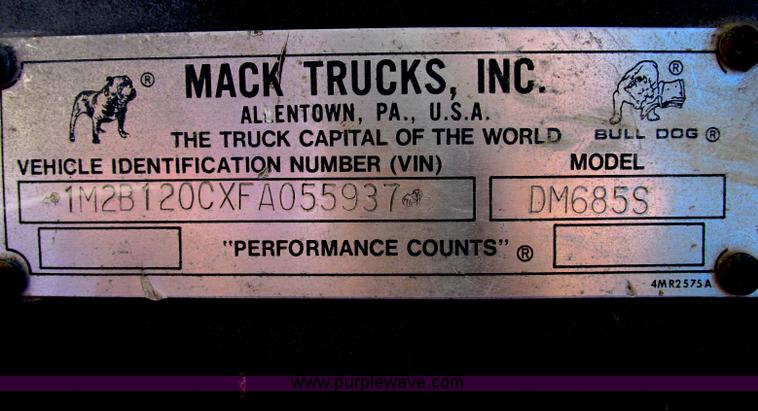 MACK TRUCKS, INC.
ALLENTOWN, PA., U.S.A.
THE TRUCK CAPITAL OF THE WORLD
BULL DOG ®
VEHICLE IDENTIFICATION NUMBER (VIN)
MODEL
1M2B120CXFA055937
DM685S
"PERFORMANCE COUNTS" ®
4MR2575A
www.purplewave.com